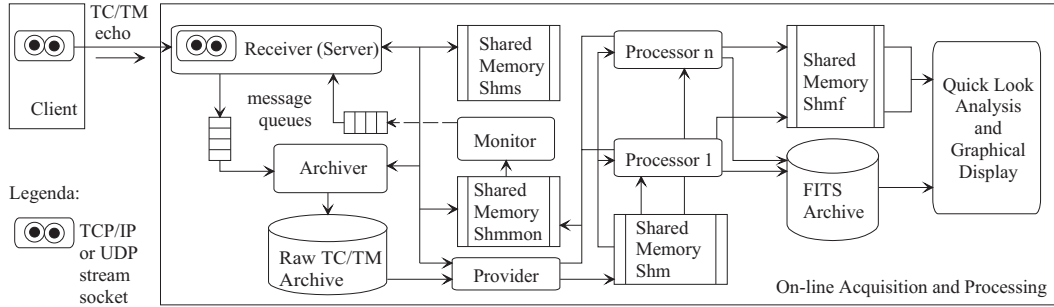 TC/TM
echo
Client
Legenda:
TCP/IP
or UDP
stream
socket
Receiver (Server)
message
queues
Archiver
Raw TC/TM
Archive
Shared
Memory
Shms
Monitor
Shared
Memory
Shmmon
Provider
Processor n
Processor 1
Shared
Memory
Shm
Shared
Memory
Shmf
FITS
Archive
Quick Look
Analysis
and
Graphical
Display
On-line Acquisition and Processing